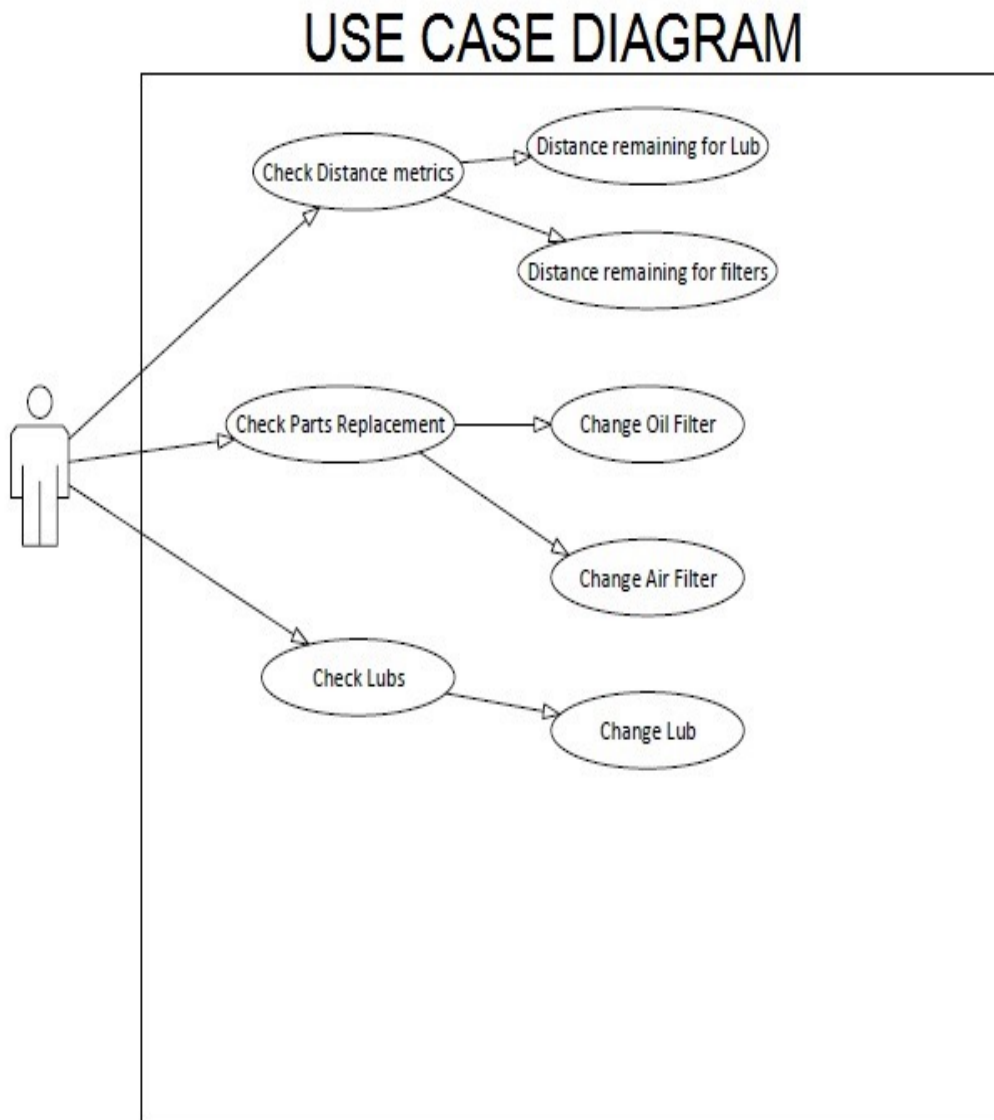 USE CASE DIAGRAM
Distance remaining for Lub
Check Distance metrics
Distance remaining for filters
Check Parts Replacement
Change Oil Filter
Change Air Filter
Check Lubs
Change Lub